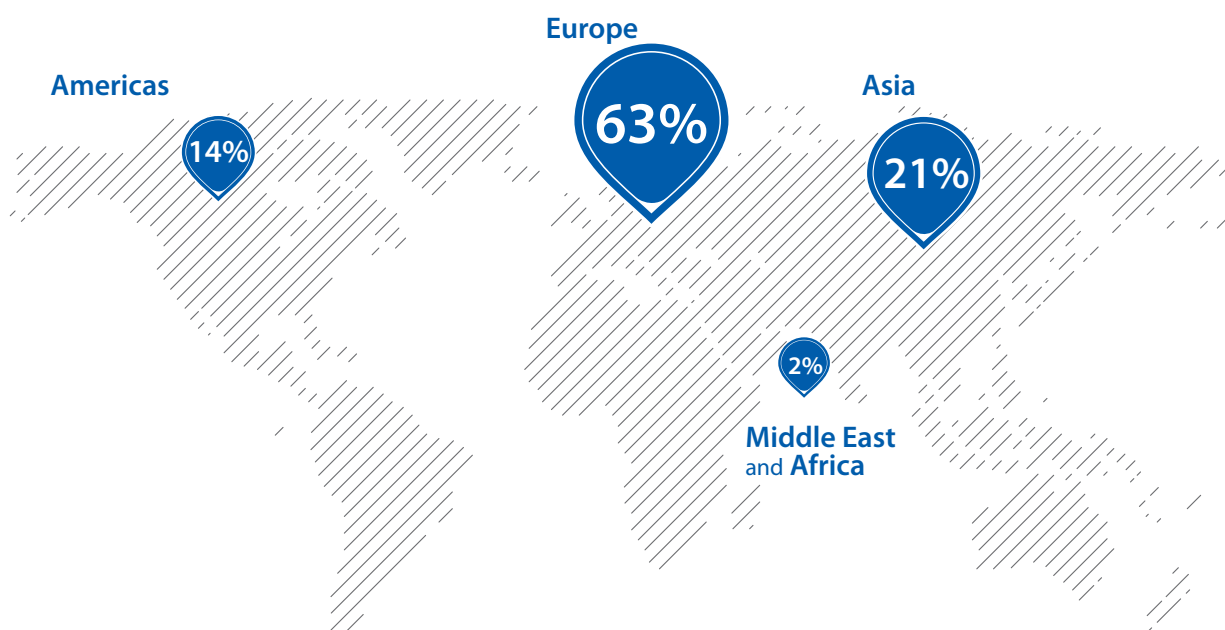 Europe
63%
Americas
14%
Asia
21%
2%
Middle East
and Africa